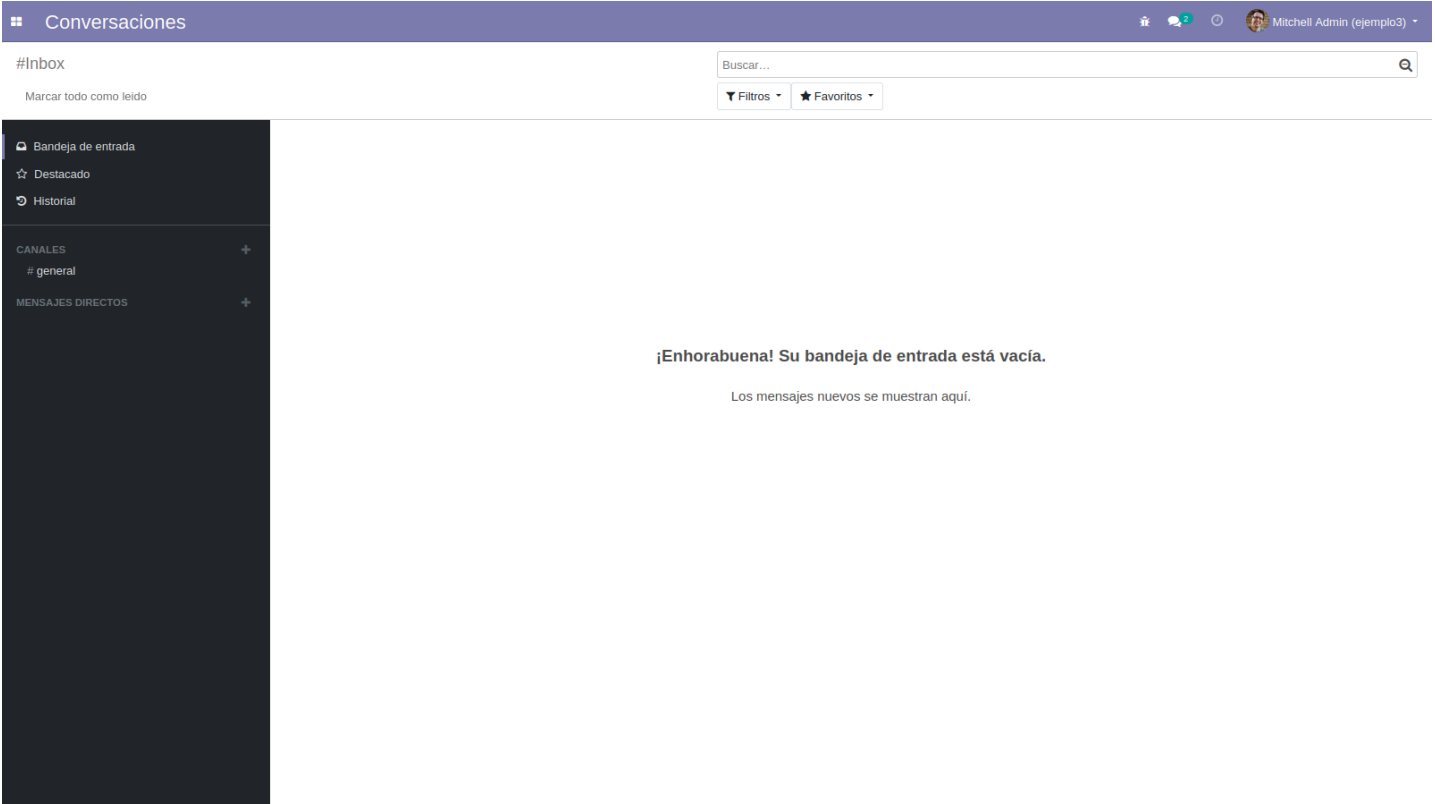 Conversaciones
2
Mitchell Admin (ejemplo3)
#Inbox
Buscar...
Marcar todo como leido
Filtros
Favoritos
Bandeja de entrada
Destacado
Historial
CANALES
# general
MENSAJES DIRECTOS
¡Enhorabuena! Su bandeja de entrada está vacía.
Los mensajes nuevos se muestran aquí.